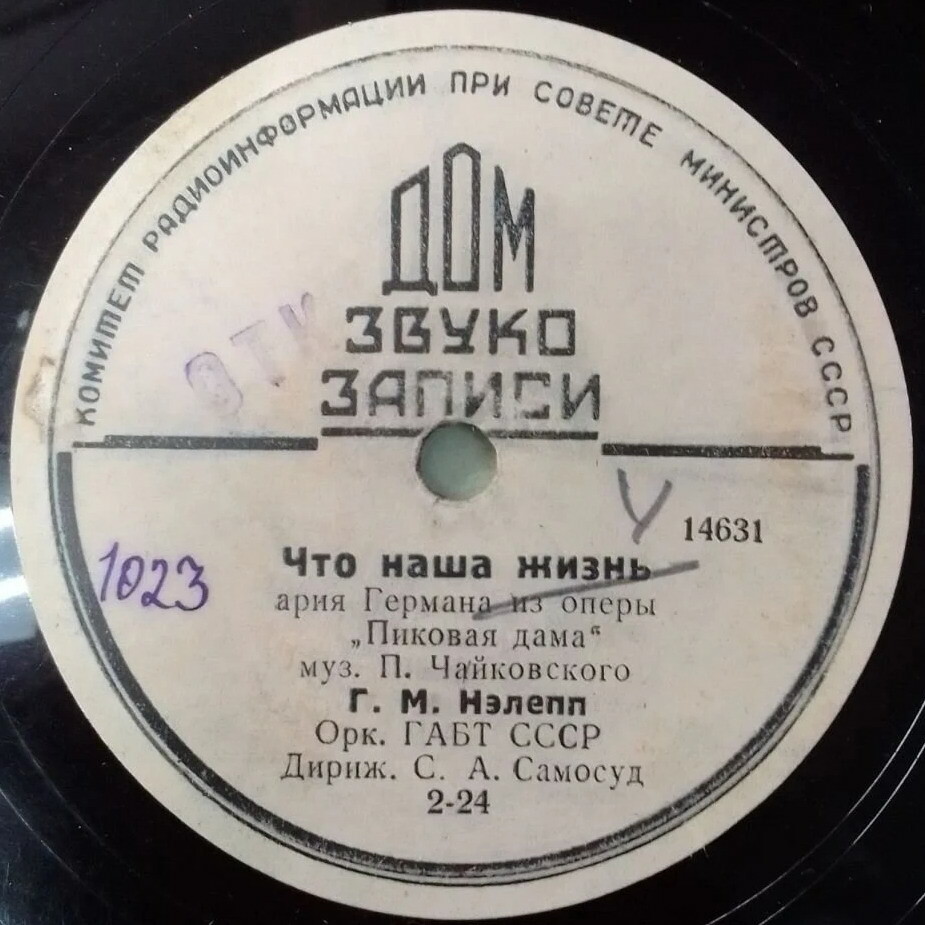 КОМИТЕТ РАДИОИНФОРМАЦИИ ПРИ СОВЕТЕ МИНИСТРОВ СССР
ДОМ
ЗВУКО
ЗАПИСИ
ОТК
У
14631
1023
Что наша жизнь
ария Германа из оперы
„Пиковая дама“
муз. П. Чайковского
Г. М. Нэлепп
Орк. ГАБТ СССР
Дириж. С. А. Самосуд
2-24